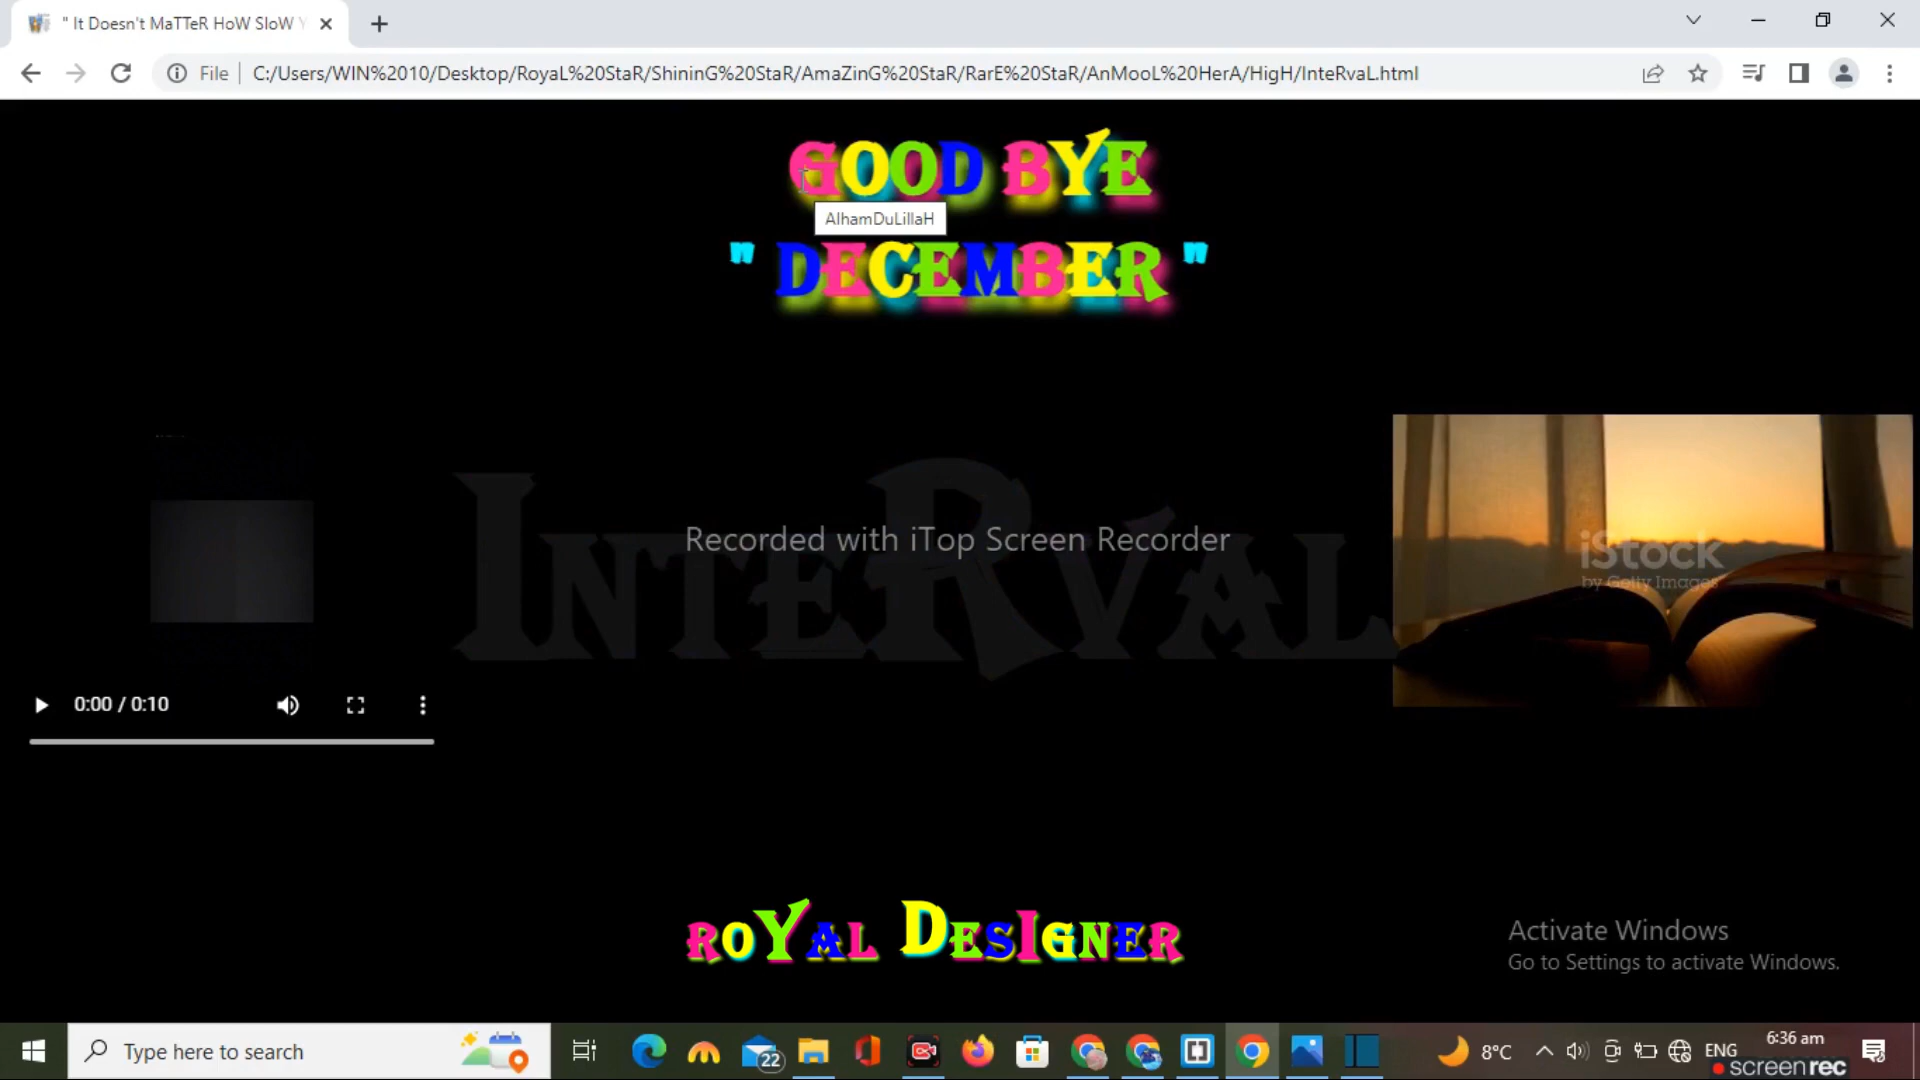 " It Doesn't MaTTeR HoW SloW Y
File
C:/Users/WIN%2010/Desktop/RoyaL%20StaR/ShininG%20StaR/AmaZinG%20StaR/RarE%20StaR/AnMooL%20HerA/HigH/InteRvaL.html
GOOD BYE
AlhamDuLillaH
" DECEMBER "
INTERVAL
Recorded with iTop Screen Recorder
iStock
by Getty Images
0:00 / 0:10
ROYAL DESIGNER
Activate Windows
Go to Settings to activate Windows.
Type here to search
22
8°C
ENG
6:36 am
screenrec